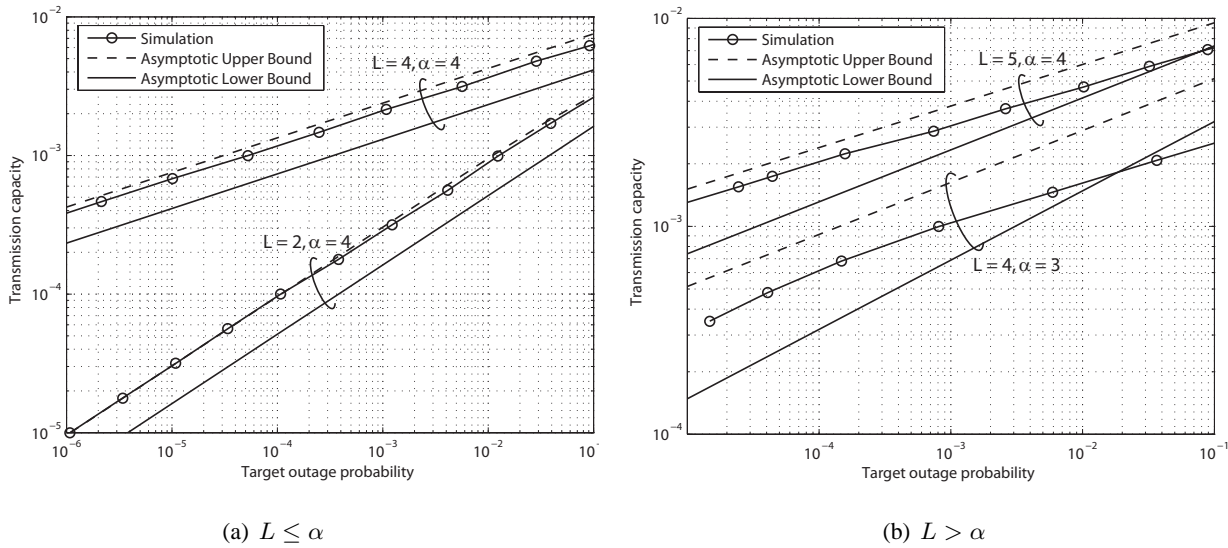 10⁻²
Simulation
Asymptotic Upper Bound
Asymptotic Lower Bound
L = 4, α = 4
10⁻³
L = 2, α = 4
10⁻⁴
10⁻⁵
Transmission capacity
10⁻⁶ 10⁻⁵ 10⁻⁴ 10⁻³ 10⁻² 10⁻¹
Target outage probability
(a) L ≤ α
10⁻²
Simulation
Asymptotic Upper Bound
Asymptotic Lower Bound
L = 5, α = 4
10⁻³
L = 4, α = 3
10⁻⁴
Transmission capacity
10⁻⁴ 10⁻³ 10⁻² 10⁻¹
Target outage probability
(b) L > α